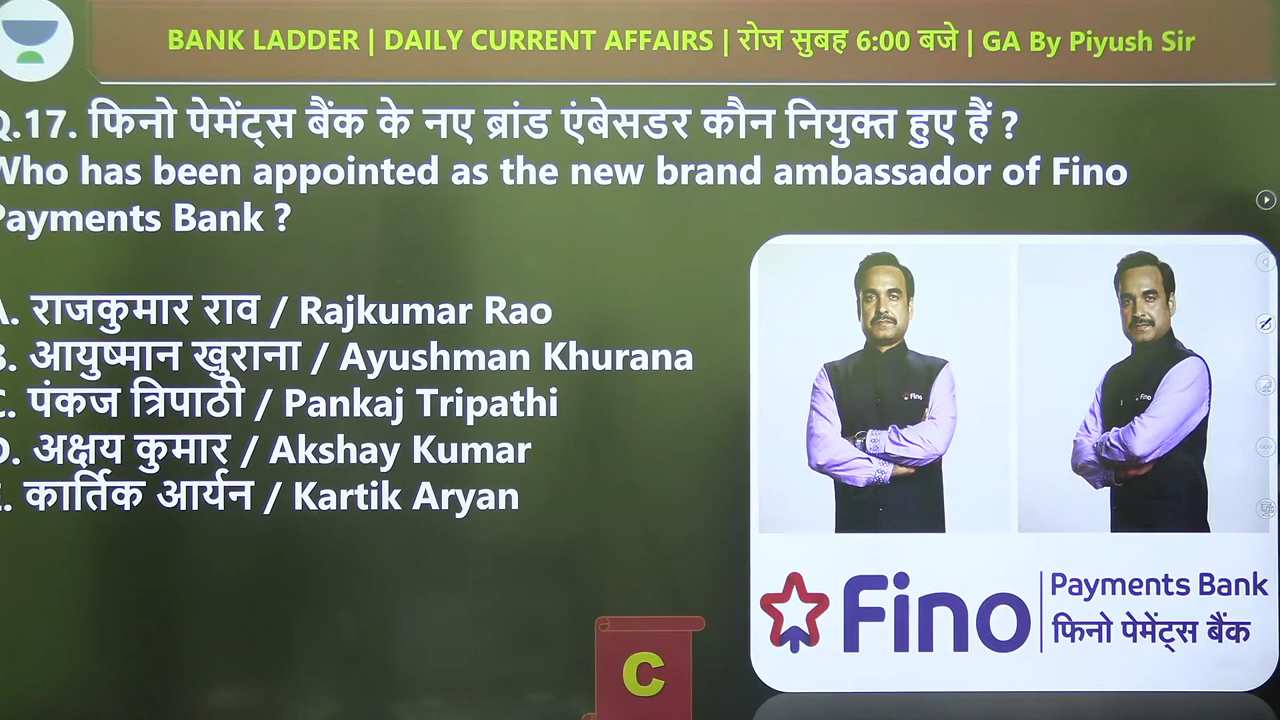 BANK LADDER | DAILY CURRENT AFFAIRS | रोज सुबह 6:00 बजे | GA By Piyush Sir
Q.17. फिनो पेमेंट्स बैंक के नए ब्रांड एंबेसडर कौन नियुक्त हुए हैं ?
Who has been appointed as the new brand ambassador of Fino
Payments Bank ?
A. राजकुमार राव / Rajkumar Rao
B. आयुष्मान खुराना / Ayushman Khurana
C. पंकज त्रिपाठी / Pankaj Tripathi
D. अक्षय कुमार / Akshay Kumar
E. कार्तिक आर्यन / Kartik Aryan
Fino
Fino
Fino
Payments Bank
फिनो पेमेंट्स बैंक
C